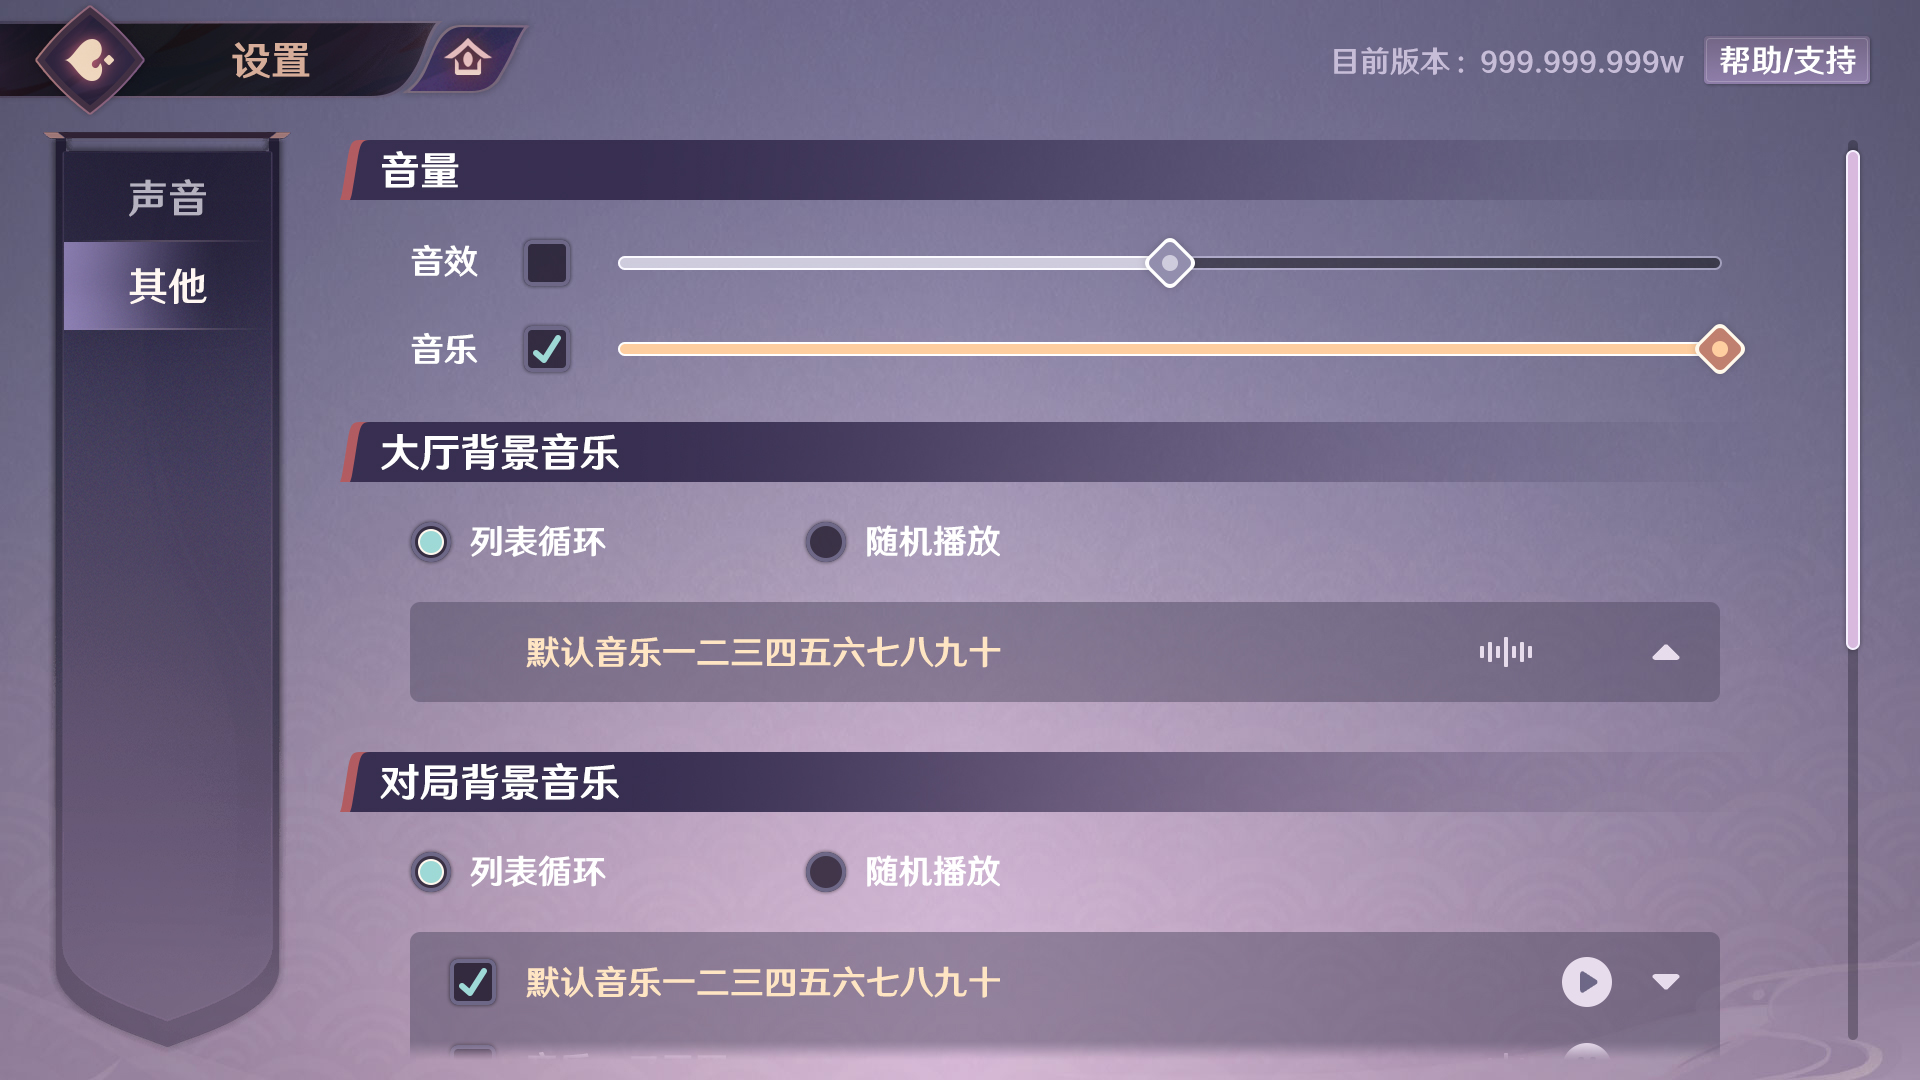 设置
目前版本：999.999.999w
帮助/支持
声音
其他
音量
音效
音乐
大厅背景音乐
列表循环
随机播放
默认音乐一二三四五六七八九十
对局背景音乐
列表循环
随机播放
默认音乐一二三四五六七八九十